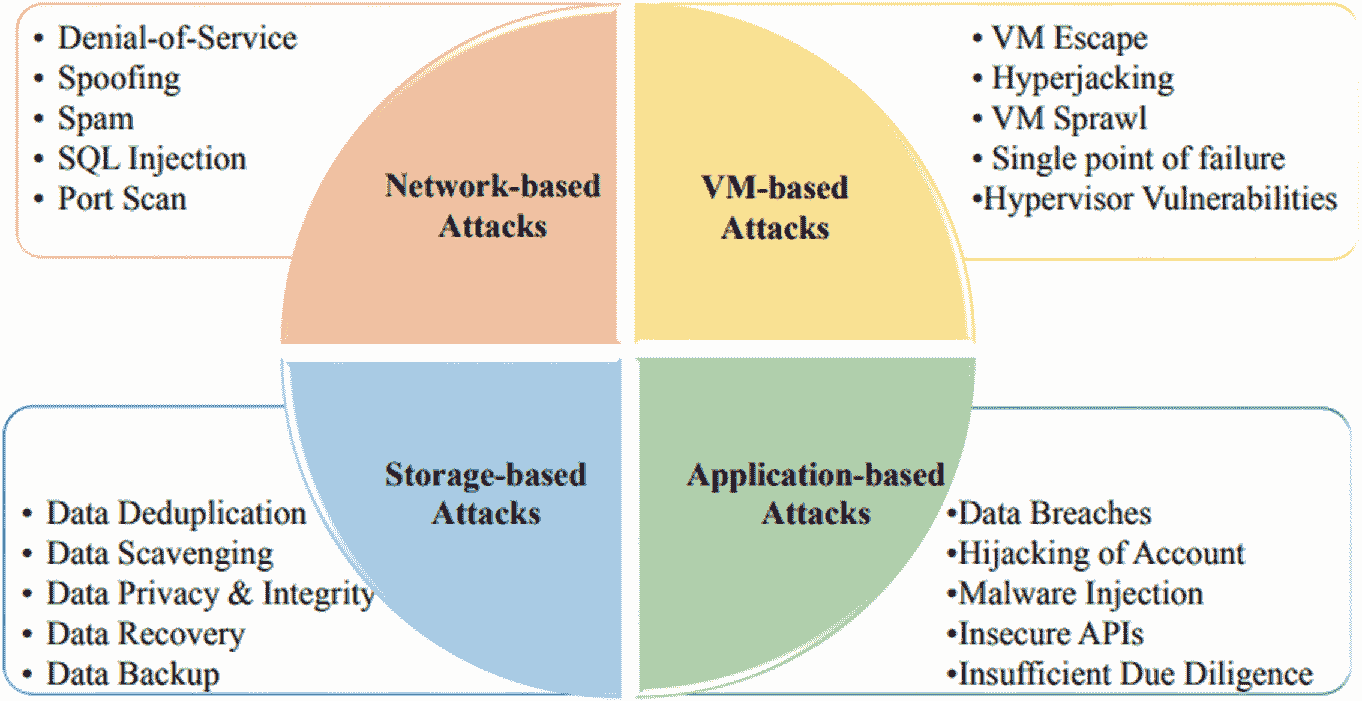 • Denial-of-Service
• Spoofing
• Spam
• SQL Injection
• Port Scan
Network-based
Attacks
VM-based
Attacks
• VM Escape
• Hyperjacking
• VM Sprawl
• Single point of failure
•Hypervisor Vulnerabilities
Storage-based
Attacks
• Data Deduplication
• Data Scavenging
• Data Privacy & Integrity
• Data Recovery
• Data Backup
Application-based
Attacks
•Data Breaches
•Hijacking of Account
•Malware Injection
•Insecure APIs
•Insufficient Due Diligence